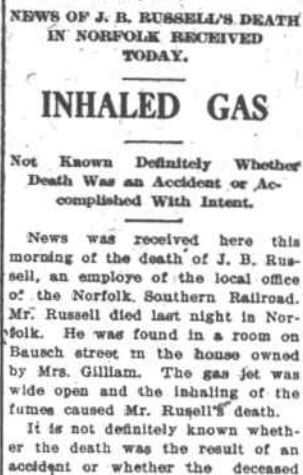 NEWS OF J. B. RUSSELL'S DEATH
IN NORFOLK RECEIVED
TODAY.
INHALED GAS
Not Known Definitely Whether
Death Was an Accident or Ac-
complished With Intent.
News was received here this
morning of the death of J. B. Rus-
sell, an employe of the local office
of the Norfolk, Southern Railroad.
Mr. Russell died last night in Nor-
folk. He was found in a room on
Bausch street in the house owned
by Mrs. Gilliam. The gas jet was
wide open and the inhaling of the
fumes caused Mr. Rusell's death.
It is not definitely known wheth-
er the death was the result of an
accident or whether the deceased